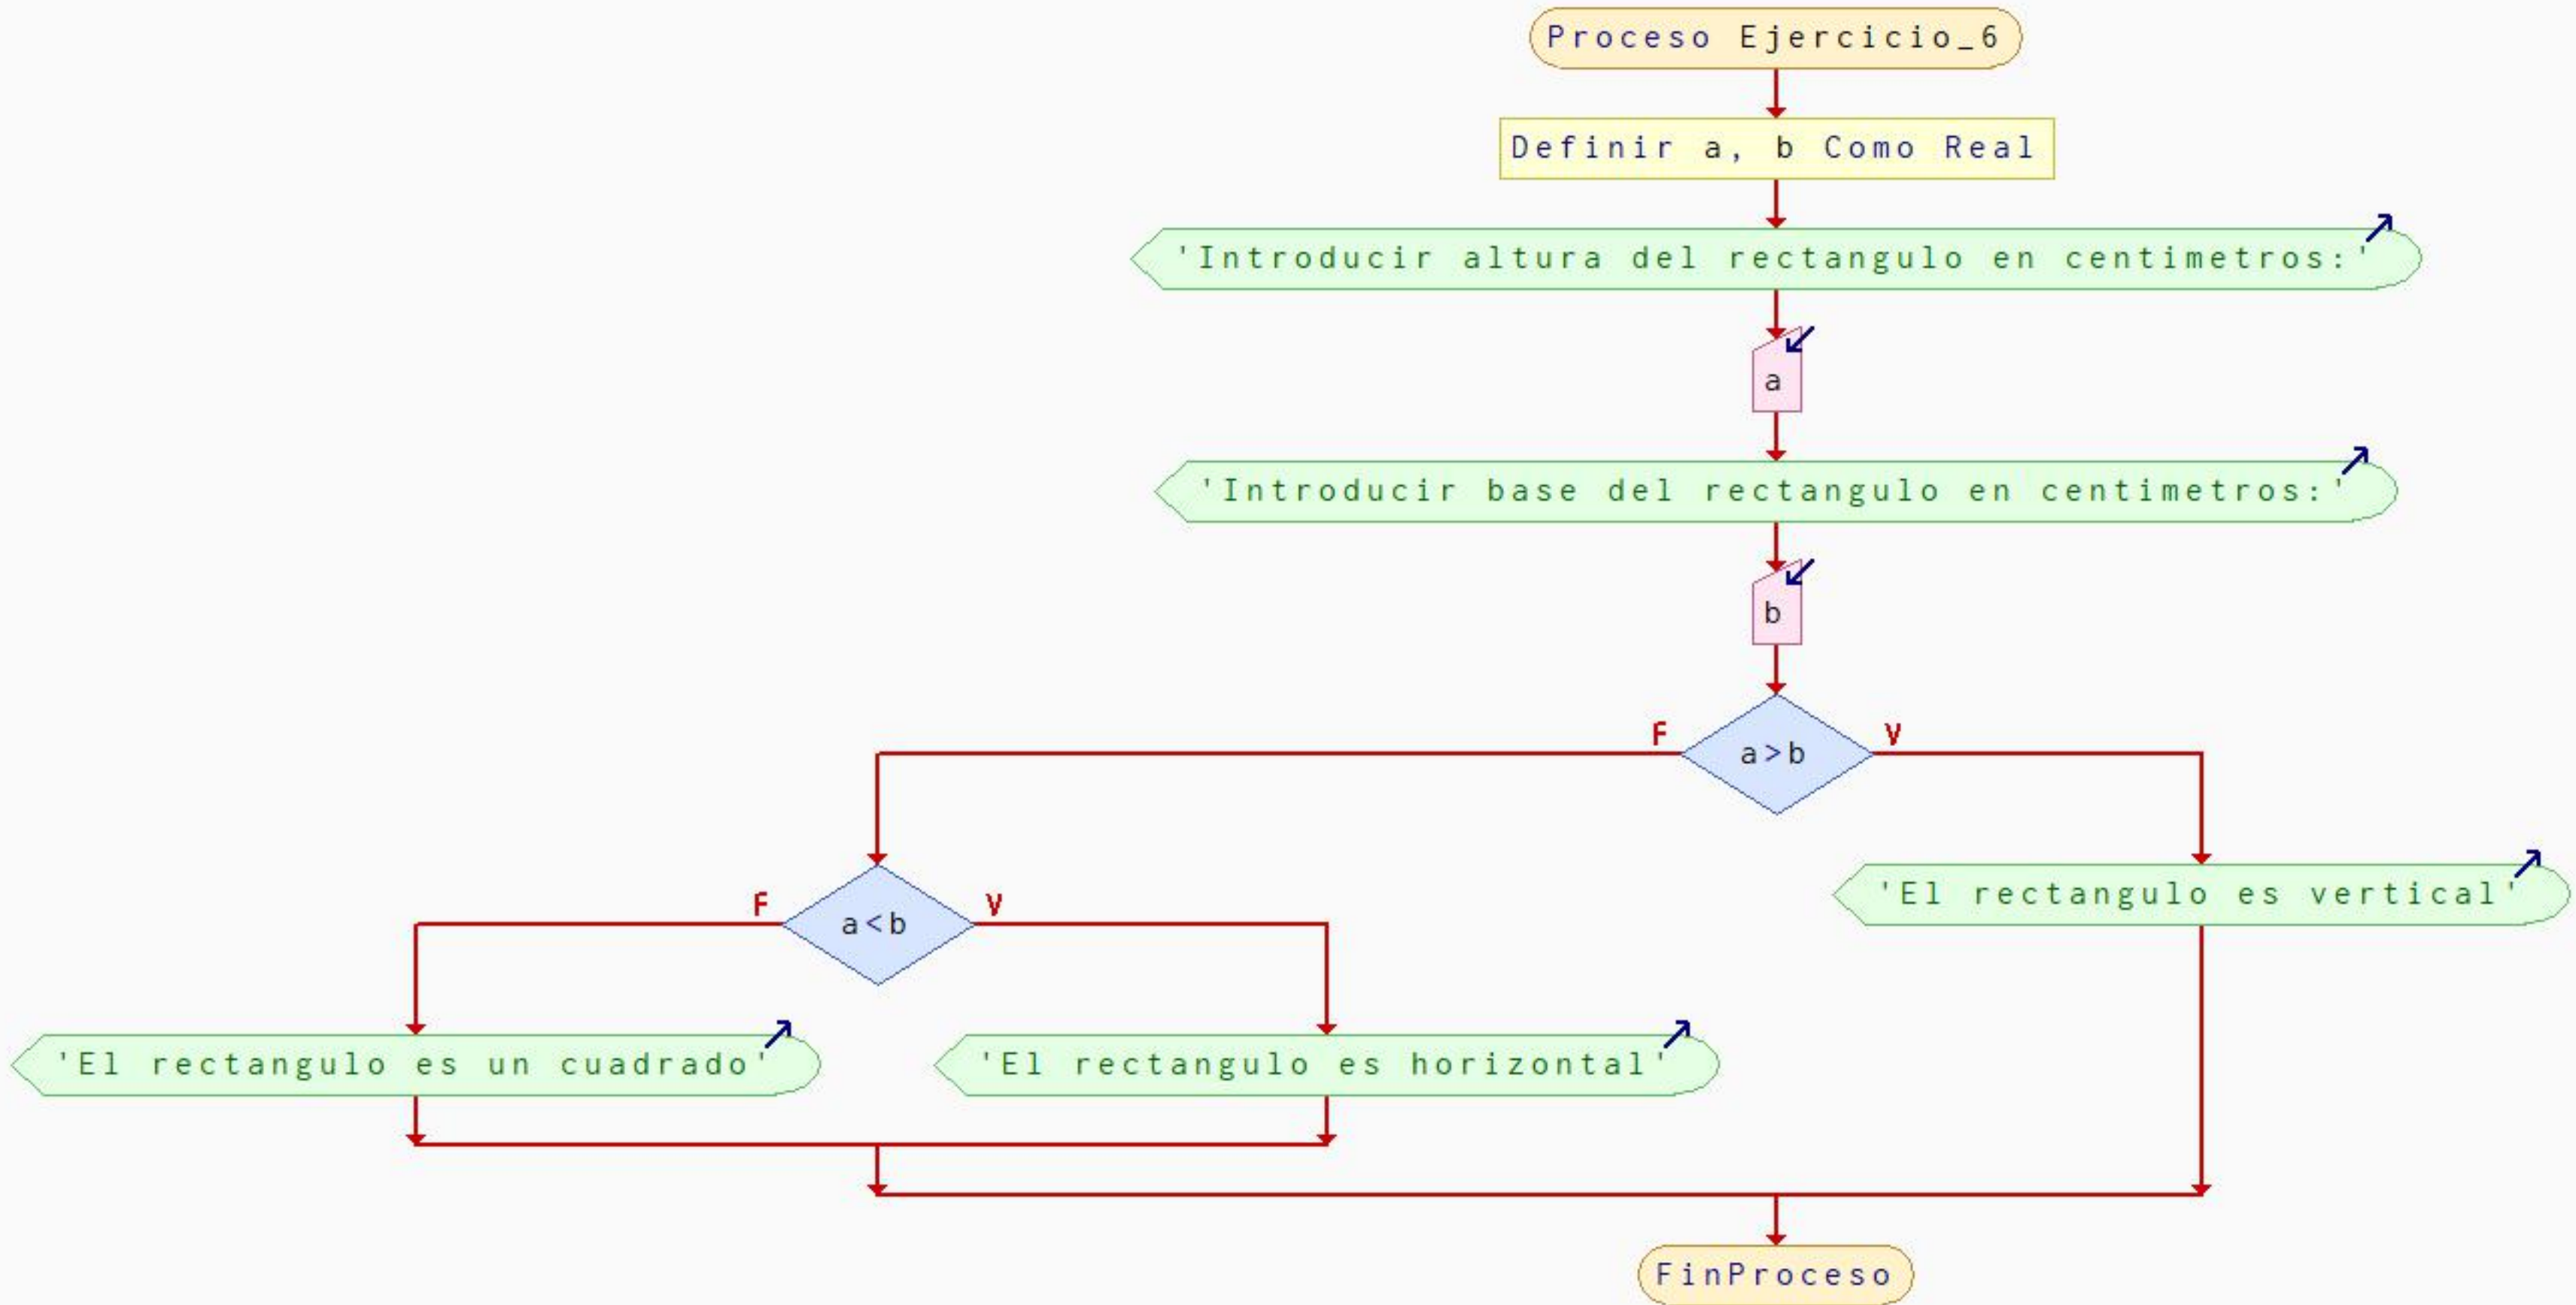 Proceso Ejercicio_6
Definir a, b Como Real
'Introducir altura del rectangulo en centimetros:'
a
'Introducir base del rectangulo en centimetros:'
b
F
a>b
V
F
a<b
V
'El rectangulo es vertical'
'El rectangulo es un cuadrado'
'El rectangulo es horizontal'
FinProceso